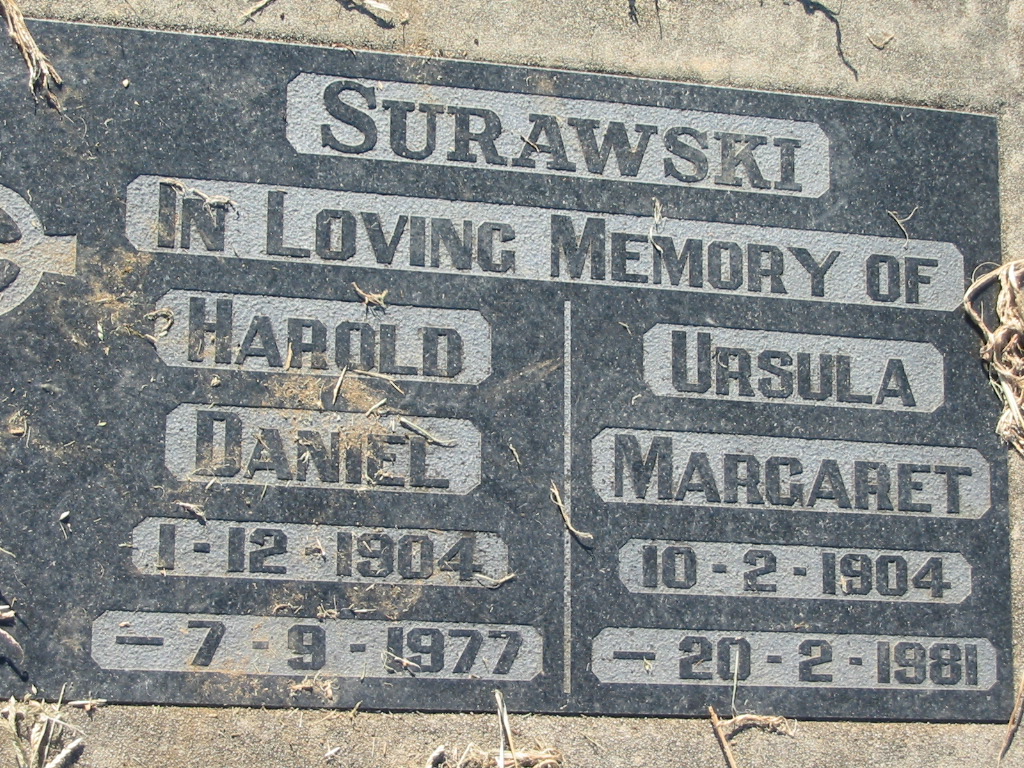 SURAWSKI
IN LOVING MEMORY OF
HAROLD
DANIEL
1-12-1904
-7-9-1977
URSULA
MARGARET
10-2-1904
-20-2-1981